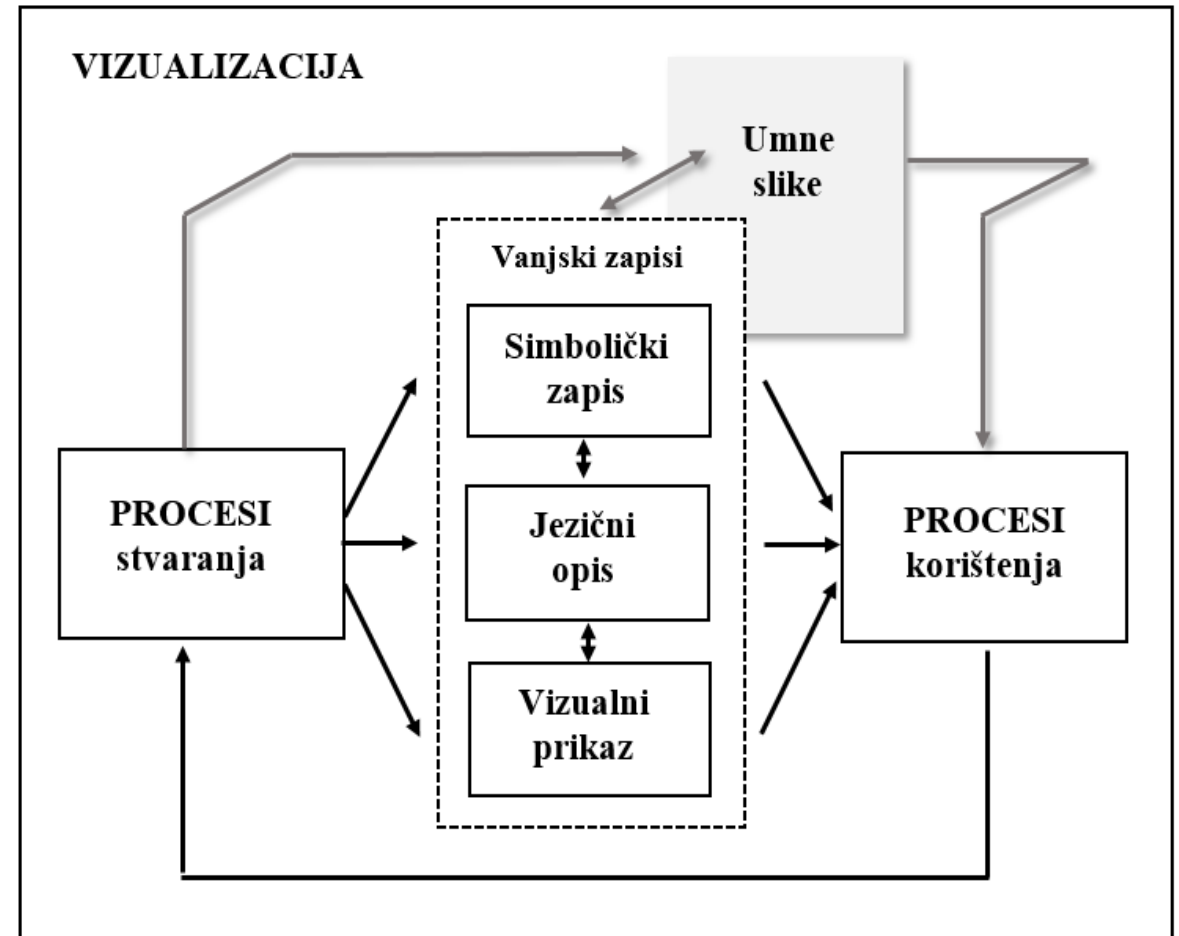 VIZUALIZACIJA
Umne
slike
Vanjski zapisi
Simbolički
zapis
PROCESI
stvaranja
Jezični
opis
PROCESI
korištenja
Vizualni
prikaz